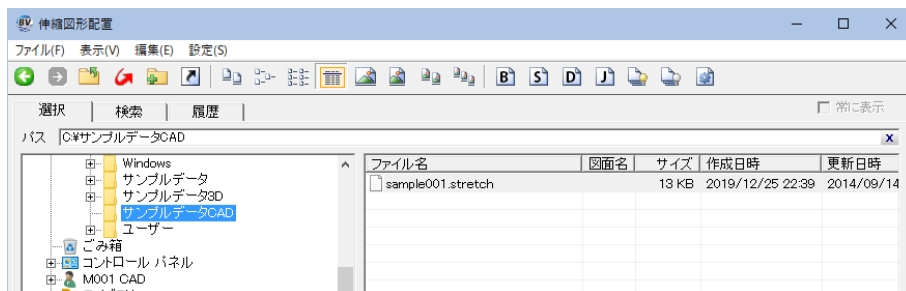 伸縮図形配置
ファイル(F) 表示(V) 編集(E) 設定(S)
B S D J
選択 検索 履歴 常に表示
パス C:¥サンプルデータCAD x
ファイル名 図面名 サイズ 作成日時 更新日時
Windows
サンプルデータ
サンプルデータ3D
サンプルデータCAD
ユーザー
ごみ箱
コントロール パネル
M001 CAD
sample001.stretch 13 KB 2019/12/25 22:39 2014/09/14